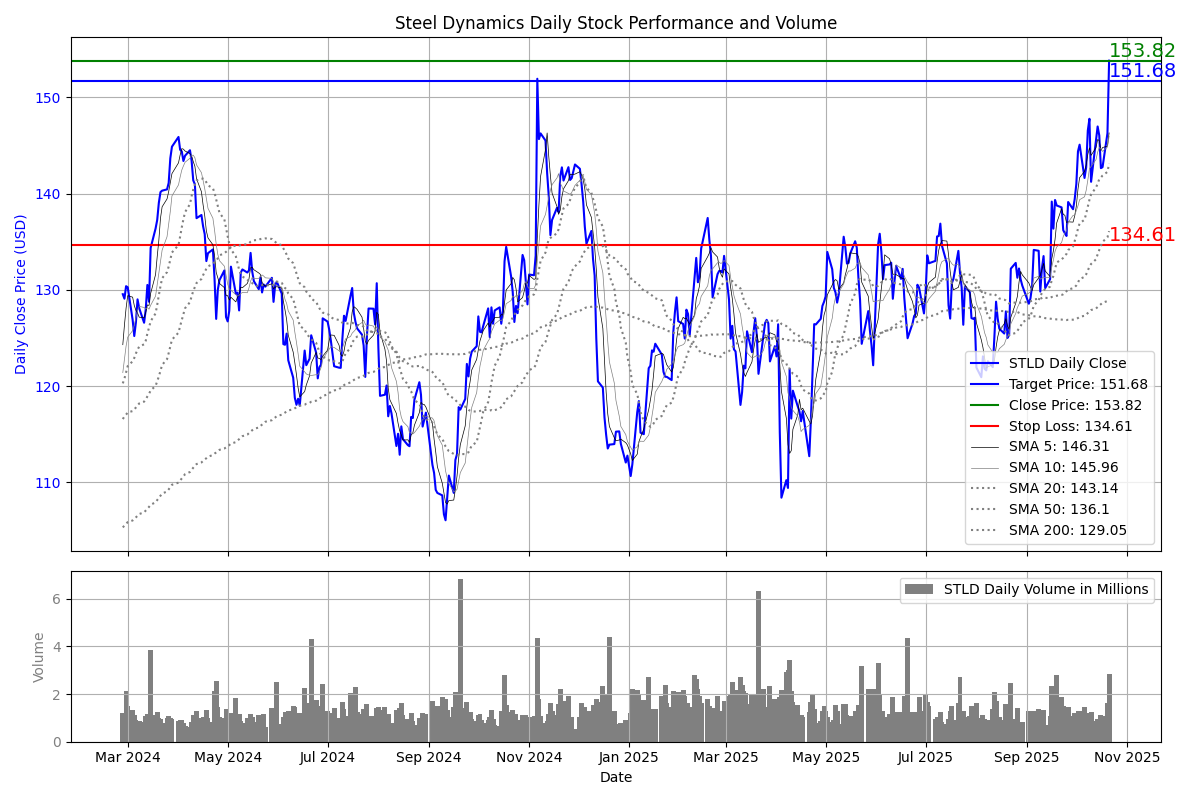 Steel Dynamics Daily Stock Performance and Volume
153.82
151.68
134.61
Daily Close Price (USD)
150
140
130
120
110
STLD Daily Close
Target Price: 151.68
Close Price: 153.82
Stop Loss: 134.61
SMA 5: 146.31
SMA 10: 145.96
SMA 20: 143.14
SMA 50: 136.1
SMA 200: 129.05
STLD Daily Volume in Millions
Volume
6
4
2
0
Mar 2024 May 2024 Jul 2024 Sep 2024 Nov 2024 Jan 2025 Mar 2025 May 2025 Jul 2025 Sep 2025 Nov 2025
Date